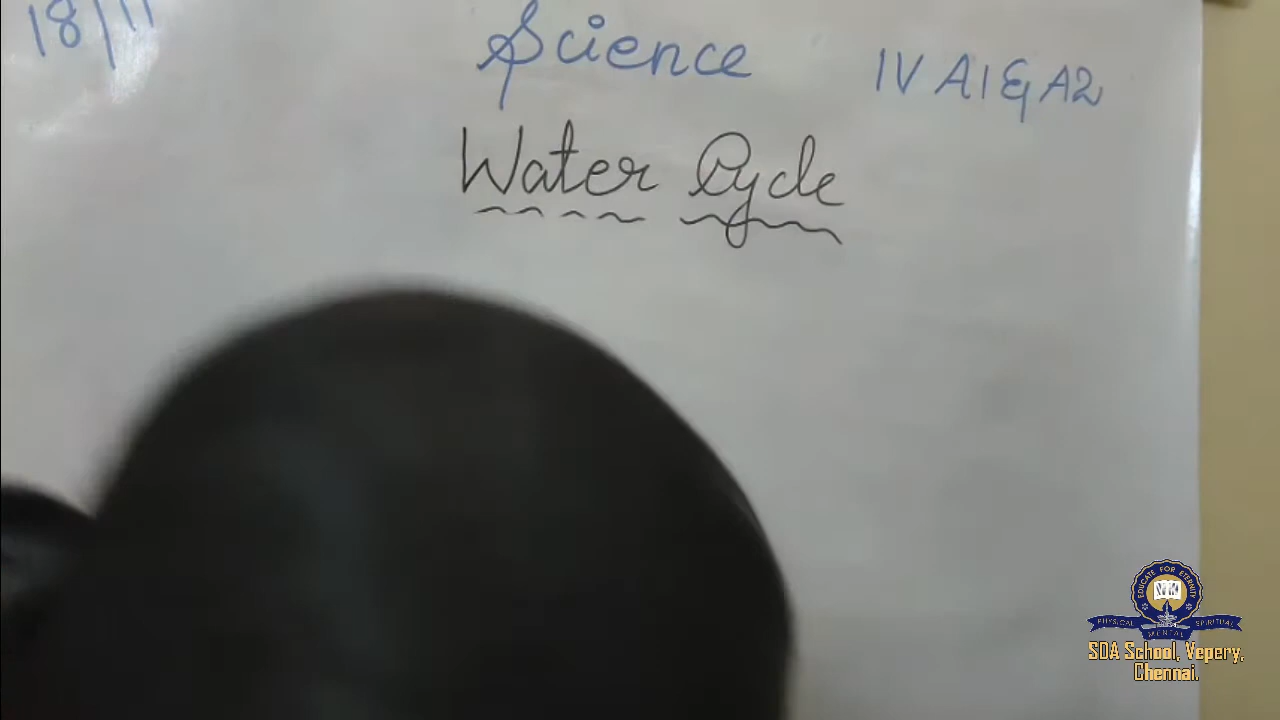 18/11
Science
IV A1 & A2
Water Cycle
EDUCATE FOR ETERNITY
PHYSICAL MENTAL SPIRITUAL
SDA School, Vepery,
Chennai.